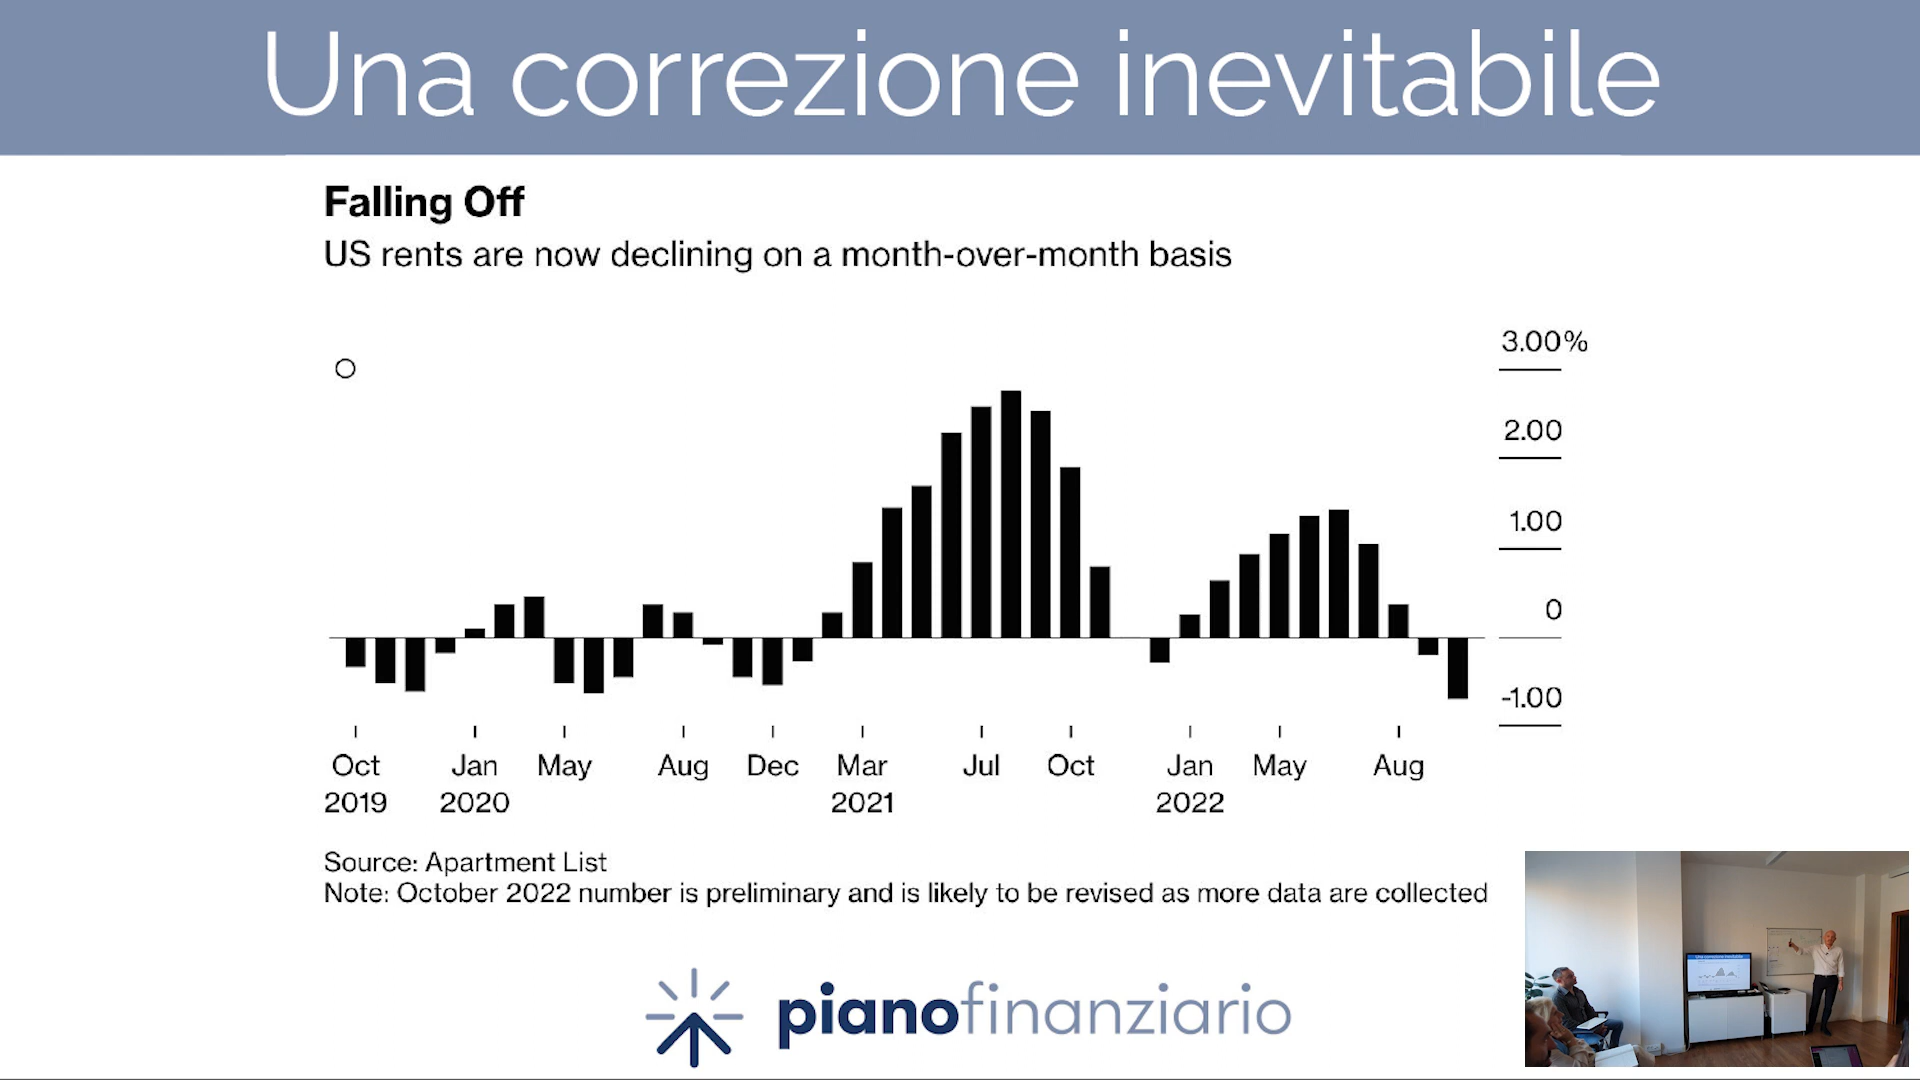 Una correzione inevitabile
Falling Off
US rents are now declining on a month-over-month basis
3.00%
2.00
1.00
0
-1.00
Oct Jan May Aug Dec Mar Jul Oct Jan May Aug
2019 2020 2021 2022
Source: Apartment List
Note: October 2022 number is preliminary and is likely to be revised as more data are collected
pianofinanziario
Una correzione inevitabile